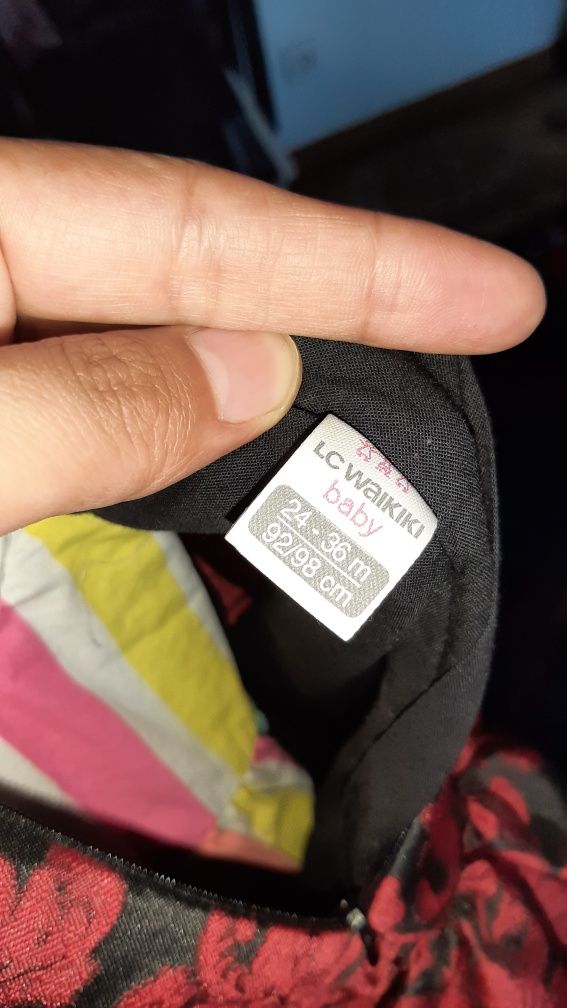 LC WAIKIKI
baby
24 - 36 m
92/98 cm